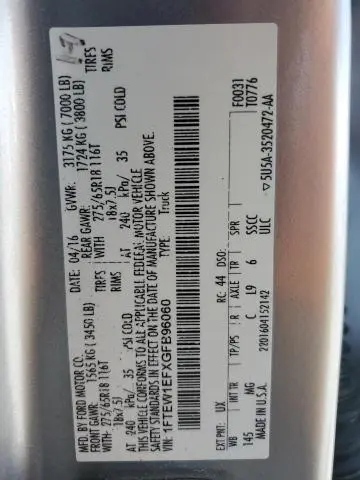 MFD. BY FORD MOTOR CO.
DATE: 04/16 GVWR: 3175 KG ( 7000 LB)
FRONT GAWR: REAR GAWR:
1565 KG ( 3450 LB) 1724 KG ( 3800 LB)
275/65R18 116T WITH 275/65R18 116T TIRES
18x7.5J RIMS 18x7.5J RIMS
AT 240 kPa/ 35 PSI COLD AT 240 kPa/ 35 PSI COLD
THIS VEHICLE CONFORMS TO ALL APPLICABLE FEDERAL MOTOR VEHICLE
SAFETY STANDARDS IN EFFECT ON THE DATE OF MANUFACTURE SHOWN ABOVE.
1FTEW1EFXGFB96060 TYPE: Truck
F0031
T0776
EXT PNT: UX RC: 44 DSO:
WB INT TR TP/PS R AXLE TR SPR
145 MG C L9 6 SSCC
MADE IN U.S.A. 2201604152142 ULC
▽ 5U5A-3520472-AA
TIRES
RIMS